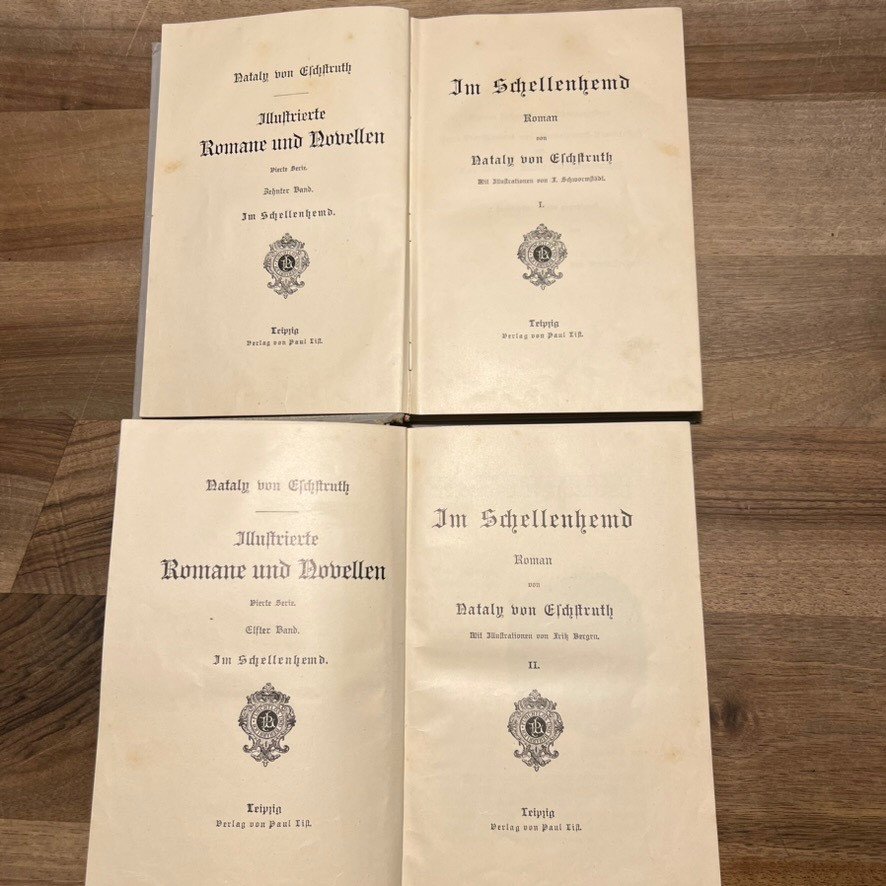 Nataly von Eschstruth
Illustrierte
Romane und Novellen
Vierte Serie.
Zehnter Band.
Im Schellenhemd.
Leipzig
Verlag von Paul List.
Im Schellenhemd
Roman
von
Nataly von Eschstruth
Mit Illustrationen von F. Schwormstädt.
I.
Leipzig
Verlag von Paul List.
Nataly von Eschstruth
Illustrierte
Romane und Novellen
Vierte Serie.
Elfter Band.
Im Schellenhemd.
Leipzig
Verlag von Paul List.
Im Schellenhemd
Roman
von
Nataly von Eschstruth
Mit Illustrationen von Fritz Bergen.
II.
Leipzig
Verlag von Paul List.